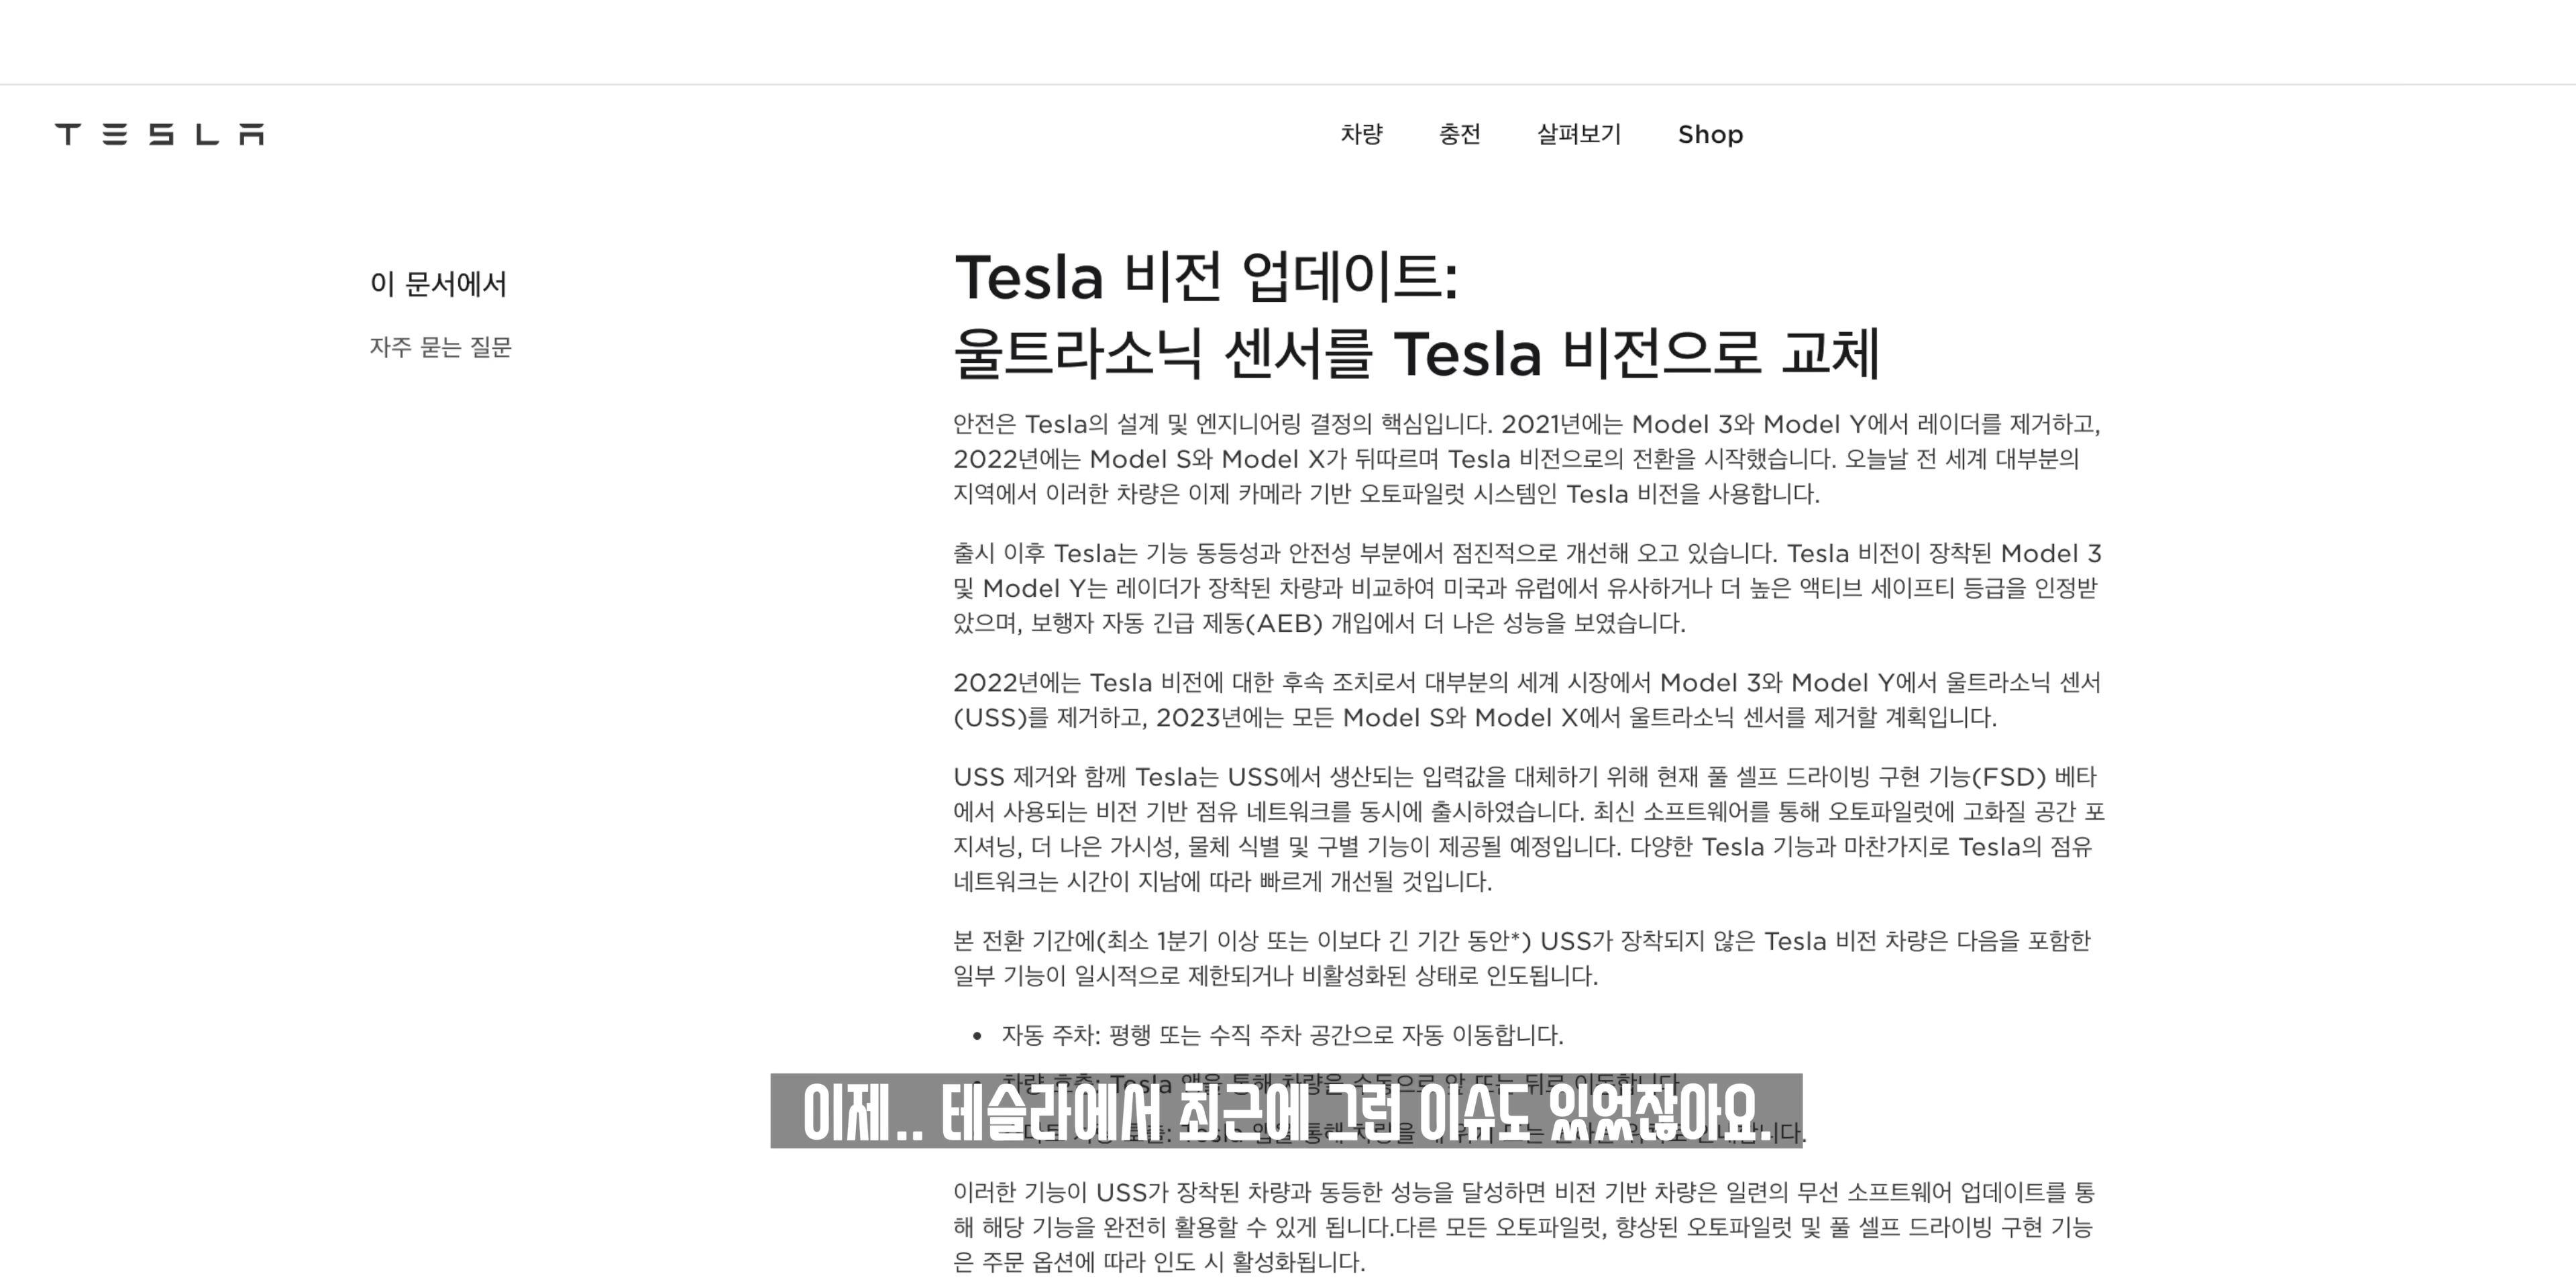 TESLA
차량 충전 살펴보기 Shop
이 문서에서
자주 묻는 질문
Tesla 비전 업데이트:
울트라소닉 센서를 Tesla 비전으로 교체
안전은 Tesla의 설계 및 엔지니어링 결정의 핵심입니다. 2021년에는 Model 3와 Model Y에서 레이더를 제거하고,
2022년에는 Model S와 Model X가 뒤따르며 Tesla 비전으로의 전환을 시작했습니다. 오늘날 전 세계 대부분의
지역에서 이러한 차량은 이제 카메라 기반 오토파일럿 시스템인 Tesla 비전을 사용합니다.
출시 이후 Tesla는 기능 동등성과 안전성 부분에서 점진적으로 개선해 오고 있습니다. Tesla 비전이 장착된 Model 3
및 Model Y는 레이더가 장착된 차량과 비교하여 미국과 유럽에서 유사하거나 더 높은 액티브 세이프티 등급을 인정받
았으며, 보행자 자동 긴급 제동(AEB) 개입에서 더 나은 성능을 보였습니다.
2022년에는 Tesla 비전에 대한 후속 조치로서 대부분의 세계 시장에서 Model 3와 Model Y에서 울트라소닉 센서
(USS)를 제거하고, 2023년에는 모든 Model S와 Model X에서 울트라소닉 센서를 제거할 계획입니다.
USS 제거와 함께 Tesla는 USS에서 생산되는 입력값을 대체하기 위해 현재 풀 셀프 드라이빙 구현 기능(FSD) 베타
에서 사용되는 비전 기반 점유 네트워크를 동시에 출시하였습니다. 최신 소프트웨어를 통해 오토파일럿에 고화질 공간 포
지셔닝, 더 나은 가시성, 물체 식별 및 구별 기능이 제공될 예정입니다. 다양한 Tesla 기능과 마찬가지로 Tesla의 점유
네트워크는 시간이 지남에 따라 빠르게 개선될 것입니다.
본 전환 기간에(최소 1분기 이상 또는 이보다 긴 기간 동안*) USS가 장착되지 않은 Tesla 비전 차량은 다음을 포함한
일부 기능이 일시적으로 제한되거나 비활성화된 상태로 인도됩니다.
• 자동 주차: 평행 또는 수직 주차 공간으로 자동 이동합니다.
• 차량 호출: Tesla 앱을 통해 차량을 수동으로 앞 또는 뒤로 이동합니다.
이제.. 테슬라에서 최근에 그런 이슈도 있었잖아요.
Tesla 앱을 통해 차량을
이러한 기능이 USS가 장착된 차량과 동등한 성능을 달성하면 비전 기반 차량은 일련의 무선 소프트웨어 업데이트를 통
해 해당 기능을 완전히 활용할 수 있게 됩니다.다른 모든 오토파일럿, 향상된 오토파일럿 및 풀 셀프 드라이빙 구현 기능
은 주문 옵션에 따라 인도 시 활성화됩니다.